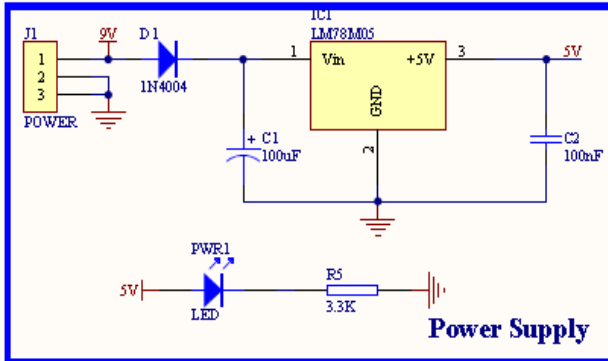 IC1
J1
9V
D1
LM78M05
1
1
3
Vin
+5V
5V
2
3
1N4004
GND
POWER
C1
100uF
2
C2
100nF
PWR1
R5
5V
LED
3.3K
Power Supply